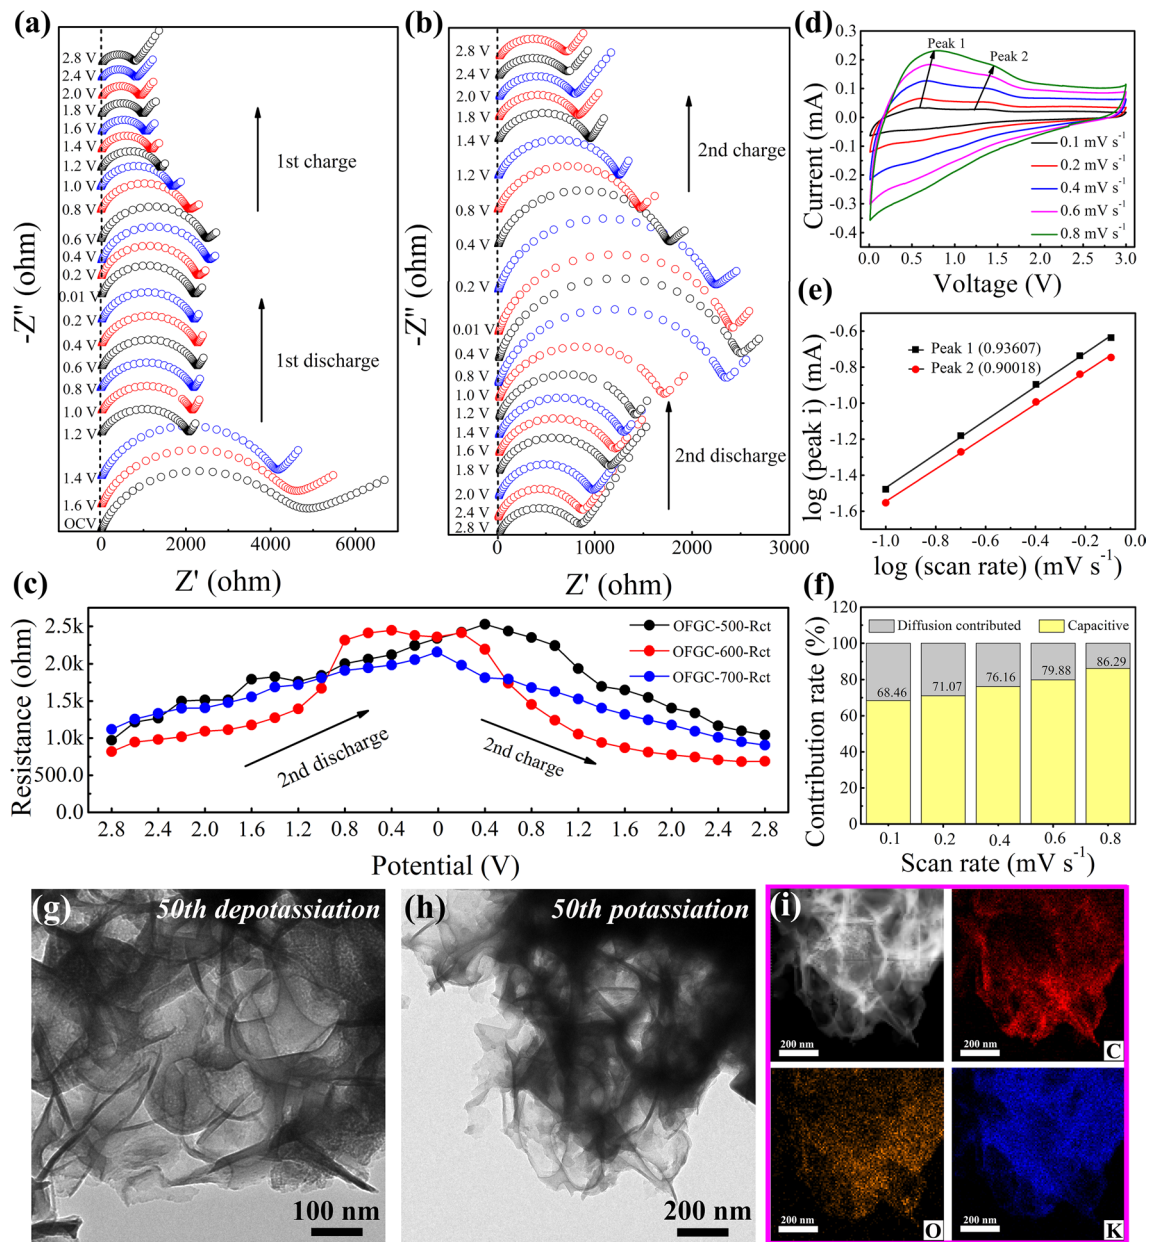 (a)
-Z" (ohm)
2.8 V
2.4 V
2.0 V
1.8 V
1.6 V
1.4 V
1.2 V
1.0 V
0.8 V
0.6 V
0.4 V
0.2 V
0.01 V
0.2 V
0.4 V
0.6 V
0.8 V
1.0 V
1.2 V
1.4 V
1.6 V
OCV
1st charge
1st discharge
0 2000 4000 6000
Z' (ohm)
(b)
-Z" (ohm)
2.8 V
2.4 V
2.0 V
1.8 V
1.4 V
1.2 V
0.8 V
0.4 V
0.2 V
0.01 V
0.4 V
0.8 V
1.0 V
1.2 V
1.4 V
1.6 V
1.8 V
2.0 V
2.4 V
2.8 V
2nd charge
2nd discharge
0 1000 2000 3000
Z' (ohm)
(d)
Current (mA)
0.3
0.2
0.1
0.0
-0.1
-0.2
-0.3
-0.4
Peak 1
Peak 2
0.1 mV s⁻¹
0.2 mV s⁻¹
0.4 mV s⁻¹
0.6 mV s⁻¹
0.8 mV s⁻¹
0.0 0.5 1.0 1.5 2.0 2.5 3.0
Voltage (V)
(e)
log (peak i) (mA)
-0.6
-0.8
-1.0
-1.2
-1.4
-1.6
Peak 1 (0.93607)
Peak 2 (0.90018)
-1.0 -0.8 -0.6 -0.4 -0.2 0.0
log (scan rate) (mV s⁻¹)
(c)
Resistance (ohm)
2.5k
2.0k
1.5k
1.0k
500.0
0.0
OFGC-500-Rct
OFGC-600-Rct
OFGC-700-Rct
2nd discharge
2nd charge
2.8 2.4 2.0 1.6 1.2 0.8 0.4 0 0.4 0.8 1.2 1.6 2.0 2.4 2.8
Potential (V)
(f)
Contribution rate (%)
120
100
80
60
40
20
0
Diffusion contributed
Capacitive
68.46
71.07
76.16
79.88
86.29
0.1 0.2 0.4 0.6 0.8
Scan rate (mV s⁻¹)
(g)
50th depotassiation
100 nm
(h)
50th potassiation
200 nm
(i)
200 nm
200 nm
C
200 nm
O
200 nm
K